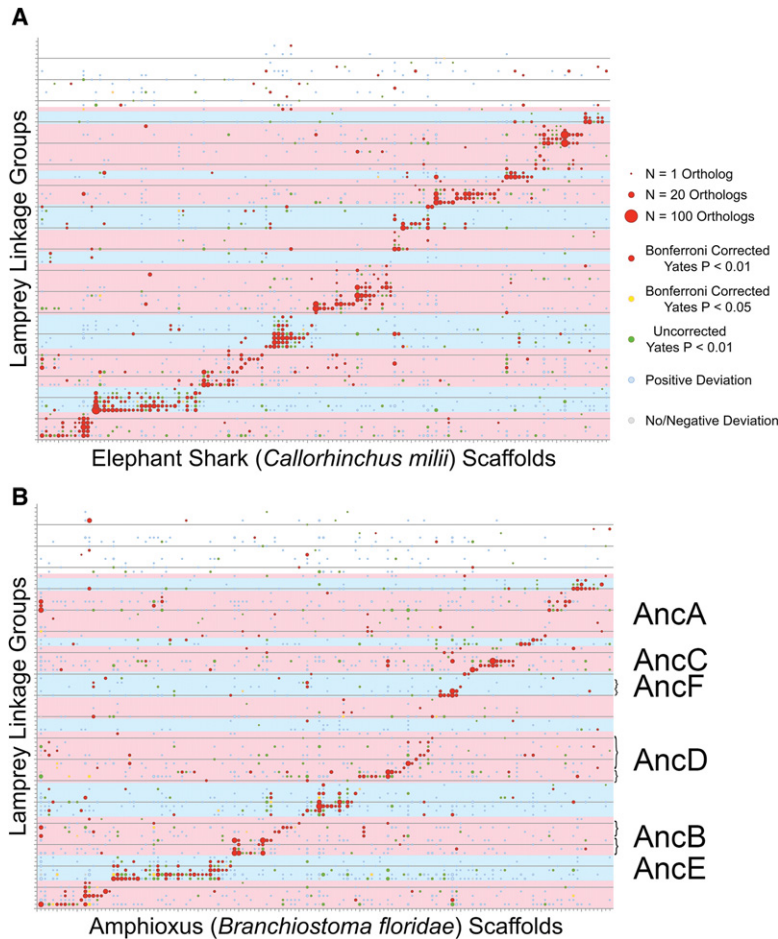 A
Lamprey Linkage Groups
Elephant Shark (Callorhinchus milii) Scaffolds
N = 1 Ortholog
N = 20 Orthologs
N = 100 Orthologs
Bonferroni Corrected
Yates P < 0.01
Bonferroni Corrected
Yates P < 0.05
Uncorrected
Yates P < 0.01
Positive Deviation
No/Negative Deviation
B
Lamprey Linkage Groups
Amphioxus (Branchiostoma floridae) Scaffolds
AncA
AncC
AncF
AncD
AncB
AncE